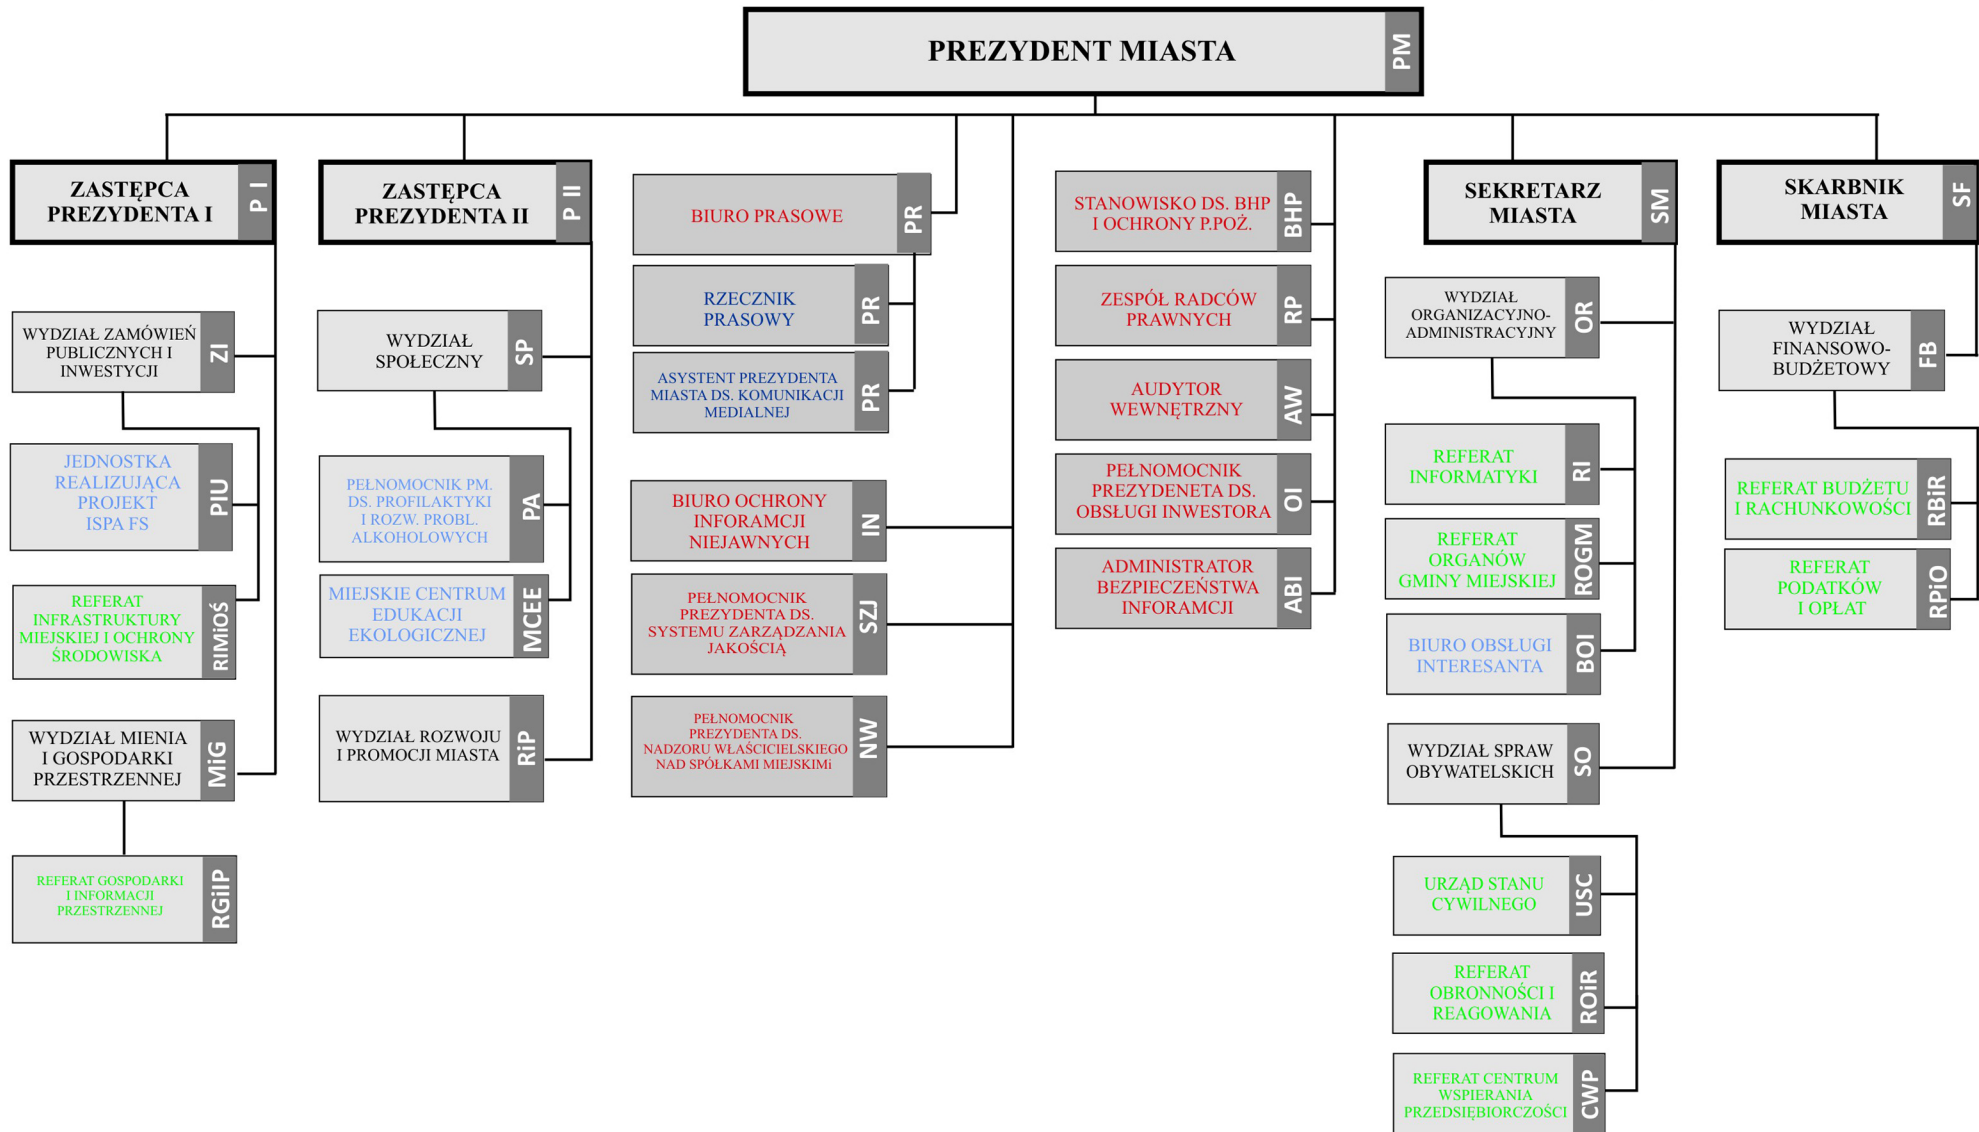 PREZYDENT MIASTA
PM
ZASTĘPCA
PREZYDENTA I
P I
WYDZIAŁ ZAMÓWIEŃ
PUBLICZNYCH I
INWESTYCJI
ZI
JEDNOSTKA
REALIZUJĄCA
PROJEKT
ISPA FS
PIU
REFERAT
INFRASTRUKTURY
MIEJSKIEJ I OCHRONY
ŚRODOWISKA
RIMiOŚ
WYDZIAŁ MIENIA
I GOSPODARKI
PRZESTRZENNEJ
MiG
REFERAT GOSPODARKI
I INFORMACJI
PRZESTRZENNEJ
RGiIP
ZASTĘPCA
PREZYDENTA II
P II
WYDZIAŁ
SPOŁECZNY
SP
PEŁNOMOCNIK PM.
DS. PROFILAKTYKI
I ROZW. PROBL.
ALKOHOLOWYCH
PA
MIEJSKIE CENTRUM
EDUKACJI
EKOLOGICZNEJ
MCEE
WYDZIAŁ ROZWOJU
I PROMOCJI MIASTA
RiP
BIURO PRASOWE
PR
RZECZNIK
PRASOWY
PR
ASYSTENT PREZYDENTA
MIASTA DS. KOMUNIKACJI
MEDIALNEJ
PR
BIURO OCHRONY
INFORAMCJI
NIEJAWNYCH
IN
PEŁNOMOCNIK
PREZYDENTA DS.
SYSTEMU ZARZĄDZANIA
JAKOŚCIĄ
SZJ
PEŁNOMOCNIK
PREZYDENTA DS.
NADZORU WŁAŚCICIELSKIEGO
NAD SPÓŁKAMI MIEJSKIMi
NW
STANOWISKO DS. BHP
I OCHRONY P.POŻ.
BHP
ZESPÓŁ RADCÓW
PRAWNYCH
RP
AUDYTOR
WEWNĘTRZNY
AW
PEŁNOMOCNIK
PREZYDENETA DS.
OBSŁUGI INWESTORA
OI
ADMINISTRATOR
BEZPIECZEŃSTWA
INFORAMCJI
ABI
SEKRETARZ
MIASTA
SM
WYDZIAŁ
ORGANIZACYJNO-
ADMINISTRACYJNY
OR
REFERAT
INFORMATYKI
RI
REFERAT
ORGANÓW
GMINY MIEJSKIEJ
ROGM
BIURO OBSŁUGI
INTERESANTA
BOI
WYDZIAŁ SPRAW
OBYWATELSKICH
SO
URZĄD STANU
CYWILNEGO
USC
REFERAT
OBRONNOŚCI I
REAGOWANIA
ROiR
REFERAT CENTRUM
WSPIERANIA
PRZEDSIĘBIORCZOŚCI
CWP
SKARBNIK
MIASTA
SF
WYDZIAŁ
FINANSOWO-
BUDŻETOWY
FB
REFERAT BUDŻETU
I RACHUNKOWOŚCI
RBiR
REFERAT
PODATKÓW
I OPŁAT
RPiO